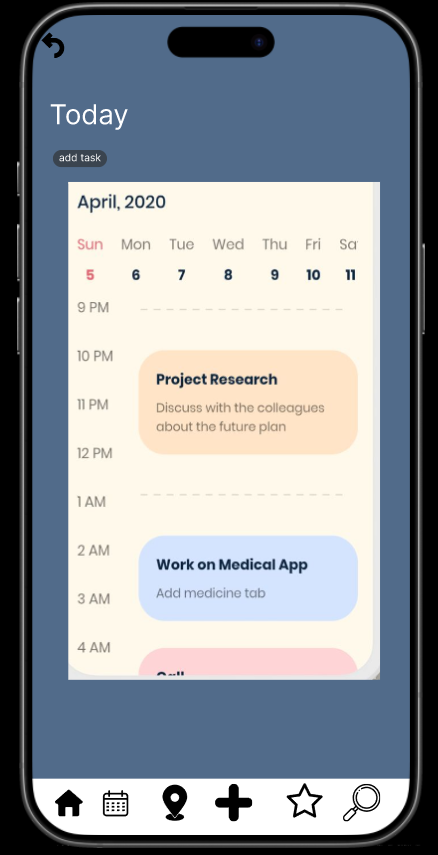 Today
add task
April, 2020
Sun Mon Tue Wed Thu Fri Sa
5 6 7 8 9 10 11
9 PM
10 PM
Project Research
11 PM
Discuss with the colleagues
about the future plan
12 PM
1 AM
2 AM
Work on Medical App
Add medicine tab
3 AM
4 AM
Call